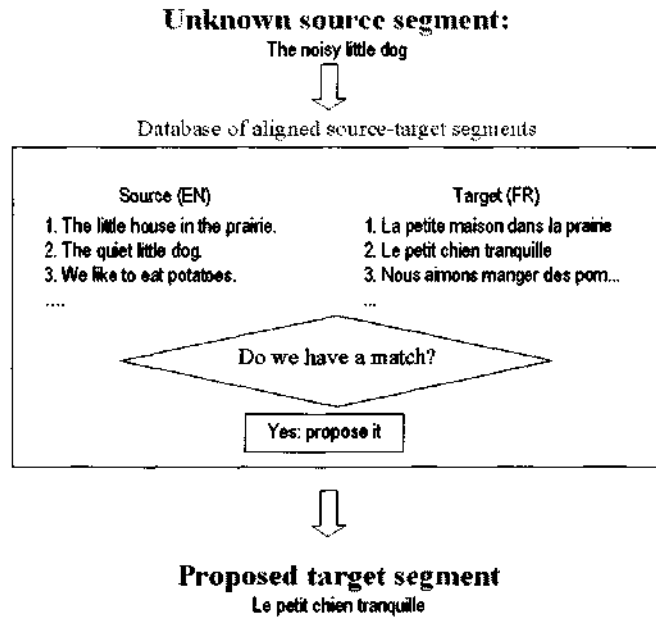 Unknown source segment:
The noisy little dog
Database of aligned source-target segments
Source (EN)
1. The little house in the prairie.
2. The quiet little dog.
3. We like to eat potatoes.
....
Target (FR)
1. La petite maison dans la prairie
2. Le petit chien tranquille
3. Nous aimons manger des pom...
...
Do we have a match?
Yes: propose it
Proposed target segment
Le petit chien tranquille